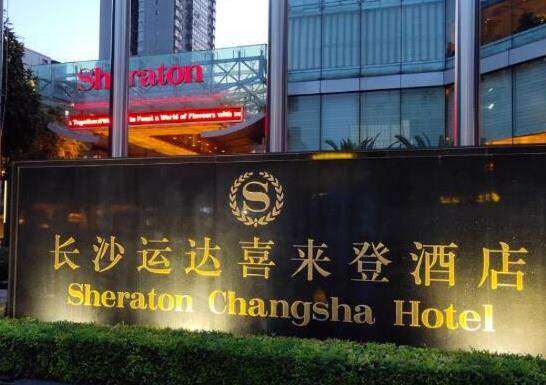 Sheraton
Together to Feast a World of Flavours with
S
长沙运达喜来登酒店
Sheraton Changsha Hotel